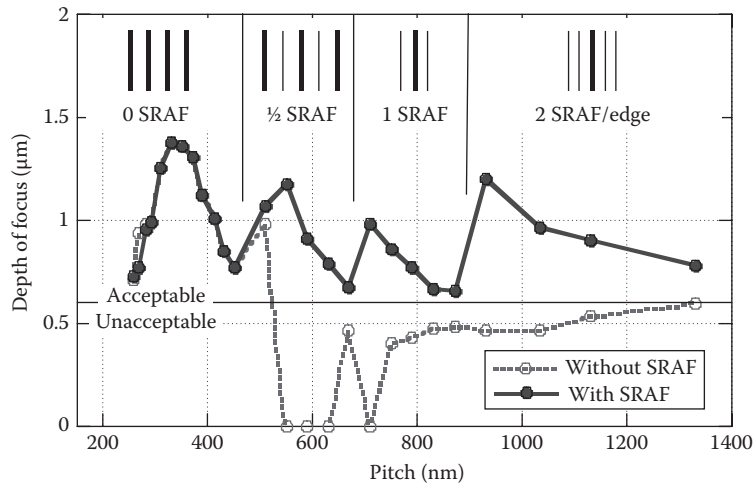 2
0 SRAF
½ SRAF
1 SRAF
2 SRAF/edge
1.5
1
Acceptable
Unacceptable
0.5
0
Without SRAF
With SRAF
200
400
600
800
1000
1200
1400
Pitch (nm)
Depth of focus (μm)